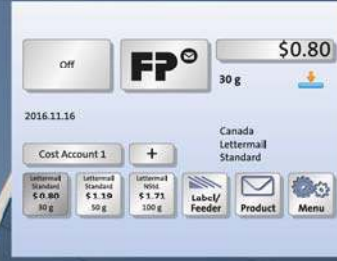 Off
FP
$0.80
30 g
2016.11.16
Canada
Lettermail
Standard
Cost Account 1
+
Lettermail
Standard
$ 0.80
30 g
Lettermail
Standard
$ 1.19
50 g
Lettermail
NStd.
$ 1.71
100 g
Label/
Feeder
Product
Menu